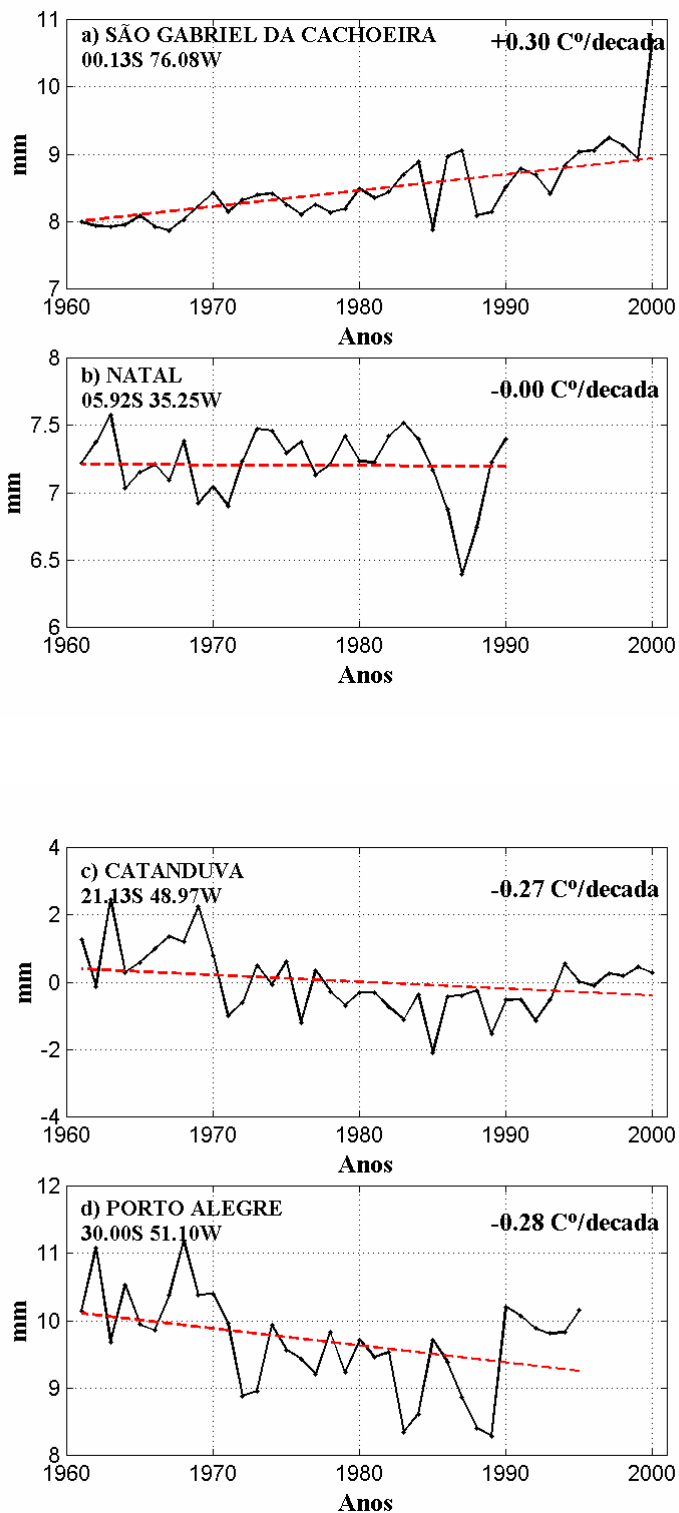 11
a) SÃO GABRIEL DA CACHOEIRA
+0.30 Cº/decada
00.13S 76.08W
10
mm
9
8
7
1960
1970
1980
1990
2000
Anos
8
b) NATAL
-0.00 Cº/decada
05.92S 35.25W
7.5
mm
7
6.5
6
1960
1970
1980
1990
2000
Anos
4
c) CATANDUVA
-0.27 Cº/decada
21.13S 48.97W
2
mm
0
-2
-4
1960
1970
1980
1990
2000
Anos
12
d) PORTO ALEGRE
-0.28 Cº/decada
30.00S 51.10W
11
mm
10
9
8
1960
1970
1980
1990
2000
Anos